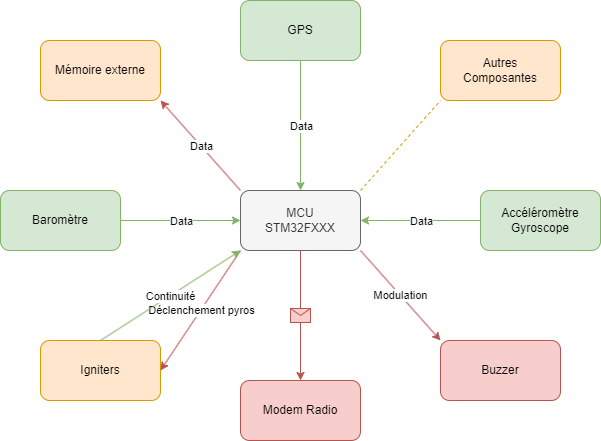 GPS
Mémoire externe
Autres
Composantes
Data
Data
Baromètre
Data
MCU
STM32FXXX
Data
Accéléromètre
Gyroscope
Continuité
Déclenchement pyros
Modulation
Igniters
Buzzer
Modem Radio